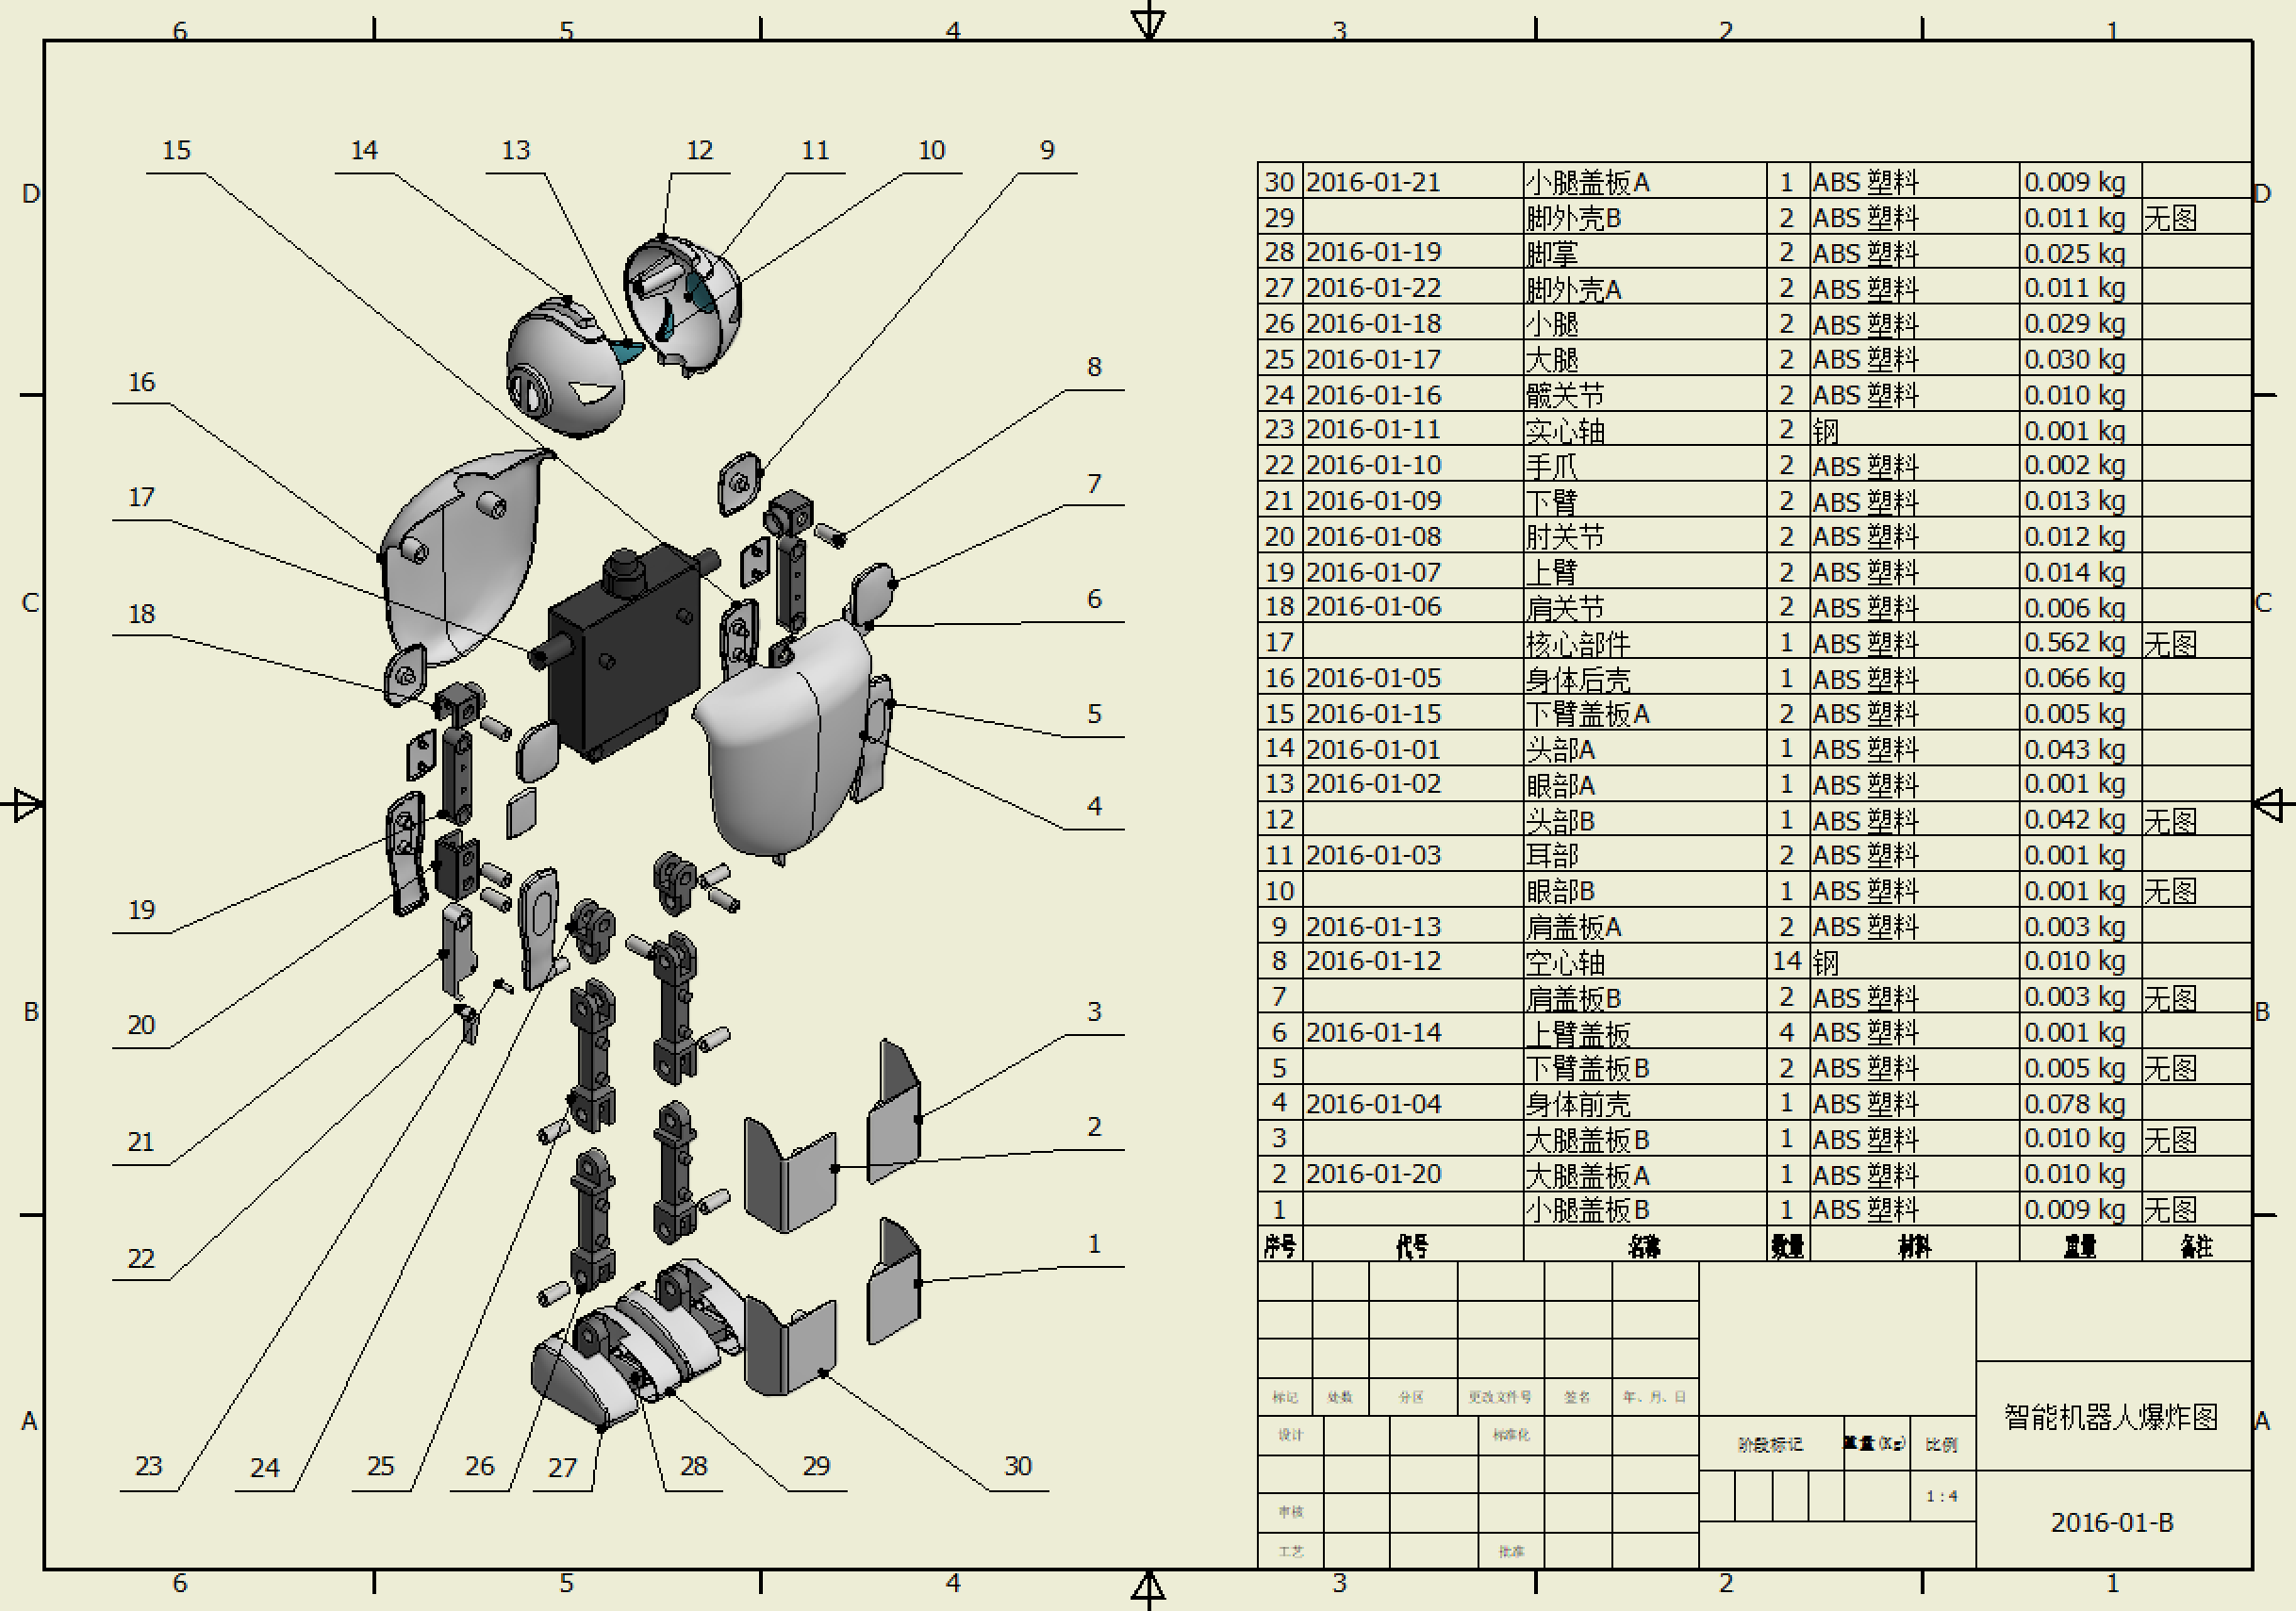 6 5 4 3 2 1
D D
15 14 13 12 11 10 9
16
8
17
7
C C
18
6
5
4
19
B B
20
3
21
2
22
1
A A
23 24 25 26 27 28 29 30
6 5 4 3 2 1
30 2016-01-21 小腿盖板A 1 ABS 塑料 0.009 kg
29 脚外壳B 2 ABS 塑料 0.011 kg 无图
28 2016-01-19 脚掌 2 ABS 塑料 0.025 kg
27 2016-01-22 脚外壳A 2 ABS 塑料 0.011 kg
26 2016-01-18 小腿 2 ABS 塑料 0.029 kg
25 2016-01-17 大腿 2 ABS 塑料 0.030 kg
24 2016-01-16 髋关节 2 ABS 塑料 0.010 kg
23 2016-01-11 实心轴 2 钢 0.001 kg
22 2016-01-10 手爪 2 ABS 塑料 0.002 kg
21 2016-01-09 下臂 2 ABS 塑料 0.013 kg
20 2016-01-08 肘关节 2 ABS 塑料 0.012 kg
19 2016-01-07 上臂 2 ABS 塑料 0.014 kg
18 2016-01-06 肩关节 2 ABS 塑料 0.006 kg
17 核心部件 1 ABS 塑料 0.562 kg 无图
16 2016-01-05 身体后壳 1 ABS 塑料 0.066 kg
15 2016-01-15 下臂盖板A 2 ABS 塑料 0.005 kg
14 2016-01-01 头部A 1 ABS 塑料 0.043 kg
13 2016-01-02 眼部A 1 ABS 塑料 0.001 kg
12 头部B 1 ABS 塑料 0.042 kg 无图
11 2016-01-03 耳部 2 ABS 塑料 0.001 kg
10 眼部B 1 ABS 塑料 0.001 kg 无图
9 2016-01-13 肩盖板A 2 ABS 塑料 0.003 kg
8 2016-01-12 空心轴 14 钢 0.010 kg
7 肩盖板B 2 ABS 塑料 0.003 kg 无图
6 2016-01-14 上臂盖板 4 ABS 塑料 0.001 kg
5 下臂盖板B 2 ABS 塑料 0.005 kg 无图
4 2016-01-04 身体前壳 1 ABS 塑料 0.078 kg
3 大腿盖板B 1 ABS 塑料 0.010 kg 无图
2 2016-01-20 大腿盖板A 1 ABS 塑料 0.010 kg
1 小腿盖板B 1 ABS 塑料 0.009 kg 无图
序号 代号 名称 数量 材料 重量 备注
标记 处数 分区 更改文件号 签名 年、月、日
设计 标准化
阶段标记 重量(Kg) 比例
智能机器人爆炸图
1:4
审核
2016-01-B
工艺 批准